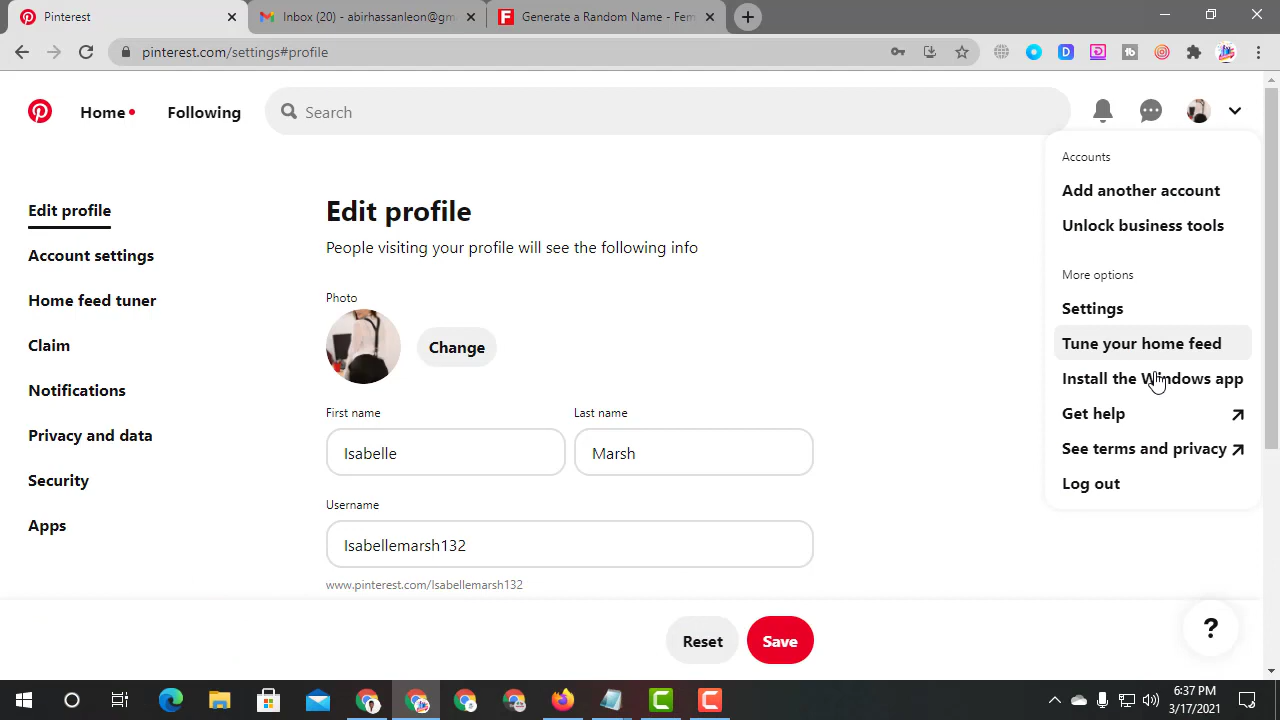 Pinterest
Inbox (20) - abirhassanleon@gm
Generate a Random Name - Fem
pinterest.com/settings#profile
Home
Following
Search
Accounts
Add another account
Unlock business tools
More options
Settings
Tune your home feed
Install the Windows app
Get help
See terms and privacy
Log out
Edit profile
Account settings
Home feed tuner
Claim
Notifications
Privacy and data
Security
Apps
Edit profile
People visiting your profile will see the following info
Photo
Change
First name
Last name
Isabelle
Marsh
Username
Isabellemarsh132
www.pinterest.com/Isabellemarsh132
Reset
Save
?
6:37 PM
3/17/2021